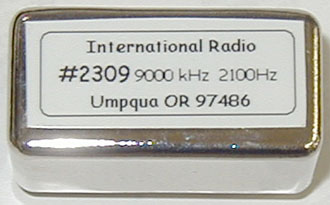 International Radio
#2309 9000 kHz 2100Hz
Umpqua OR 97486